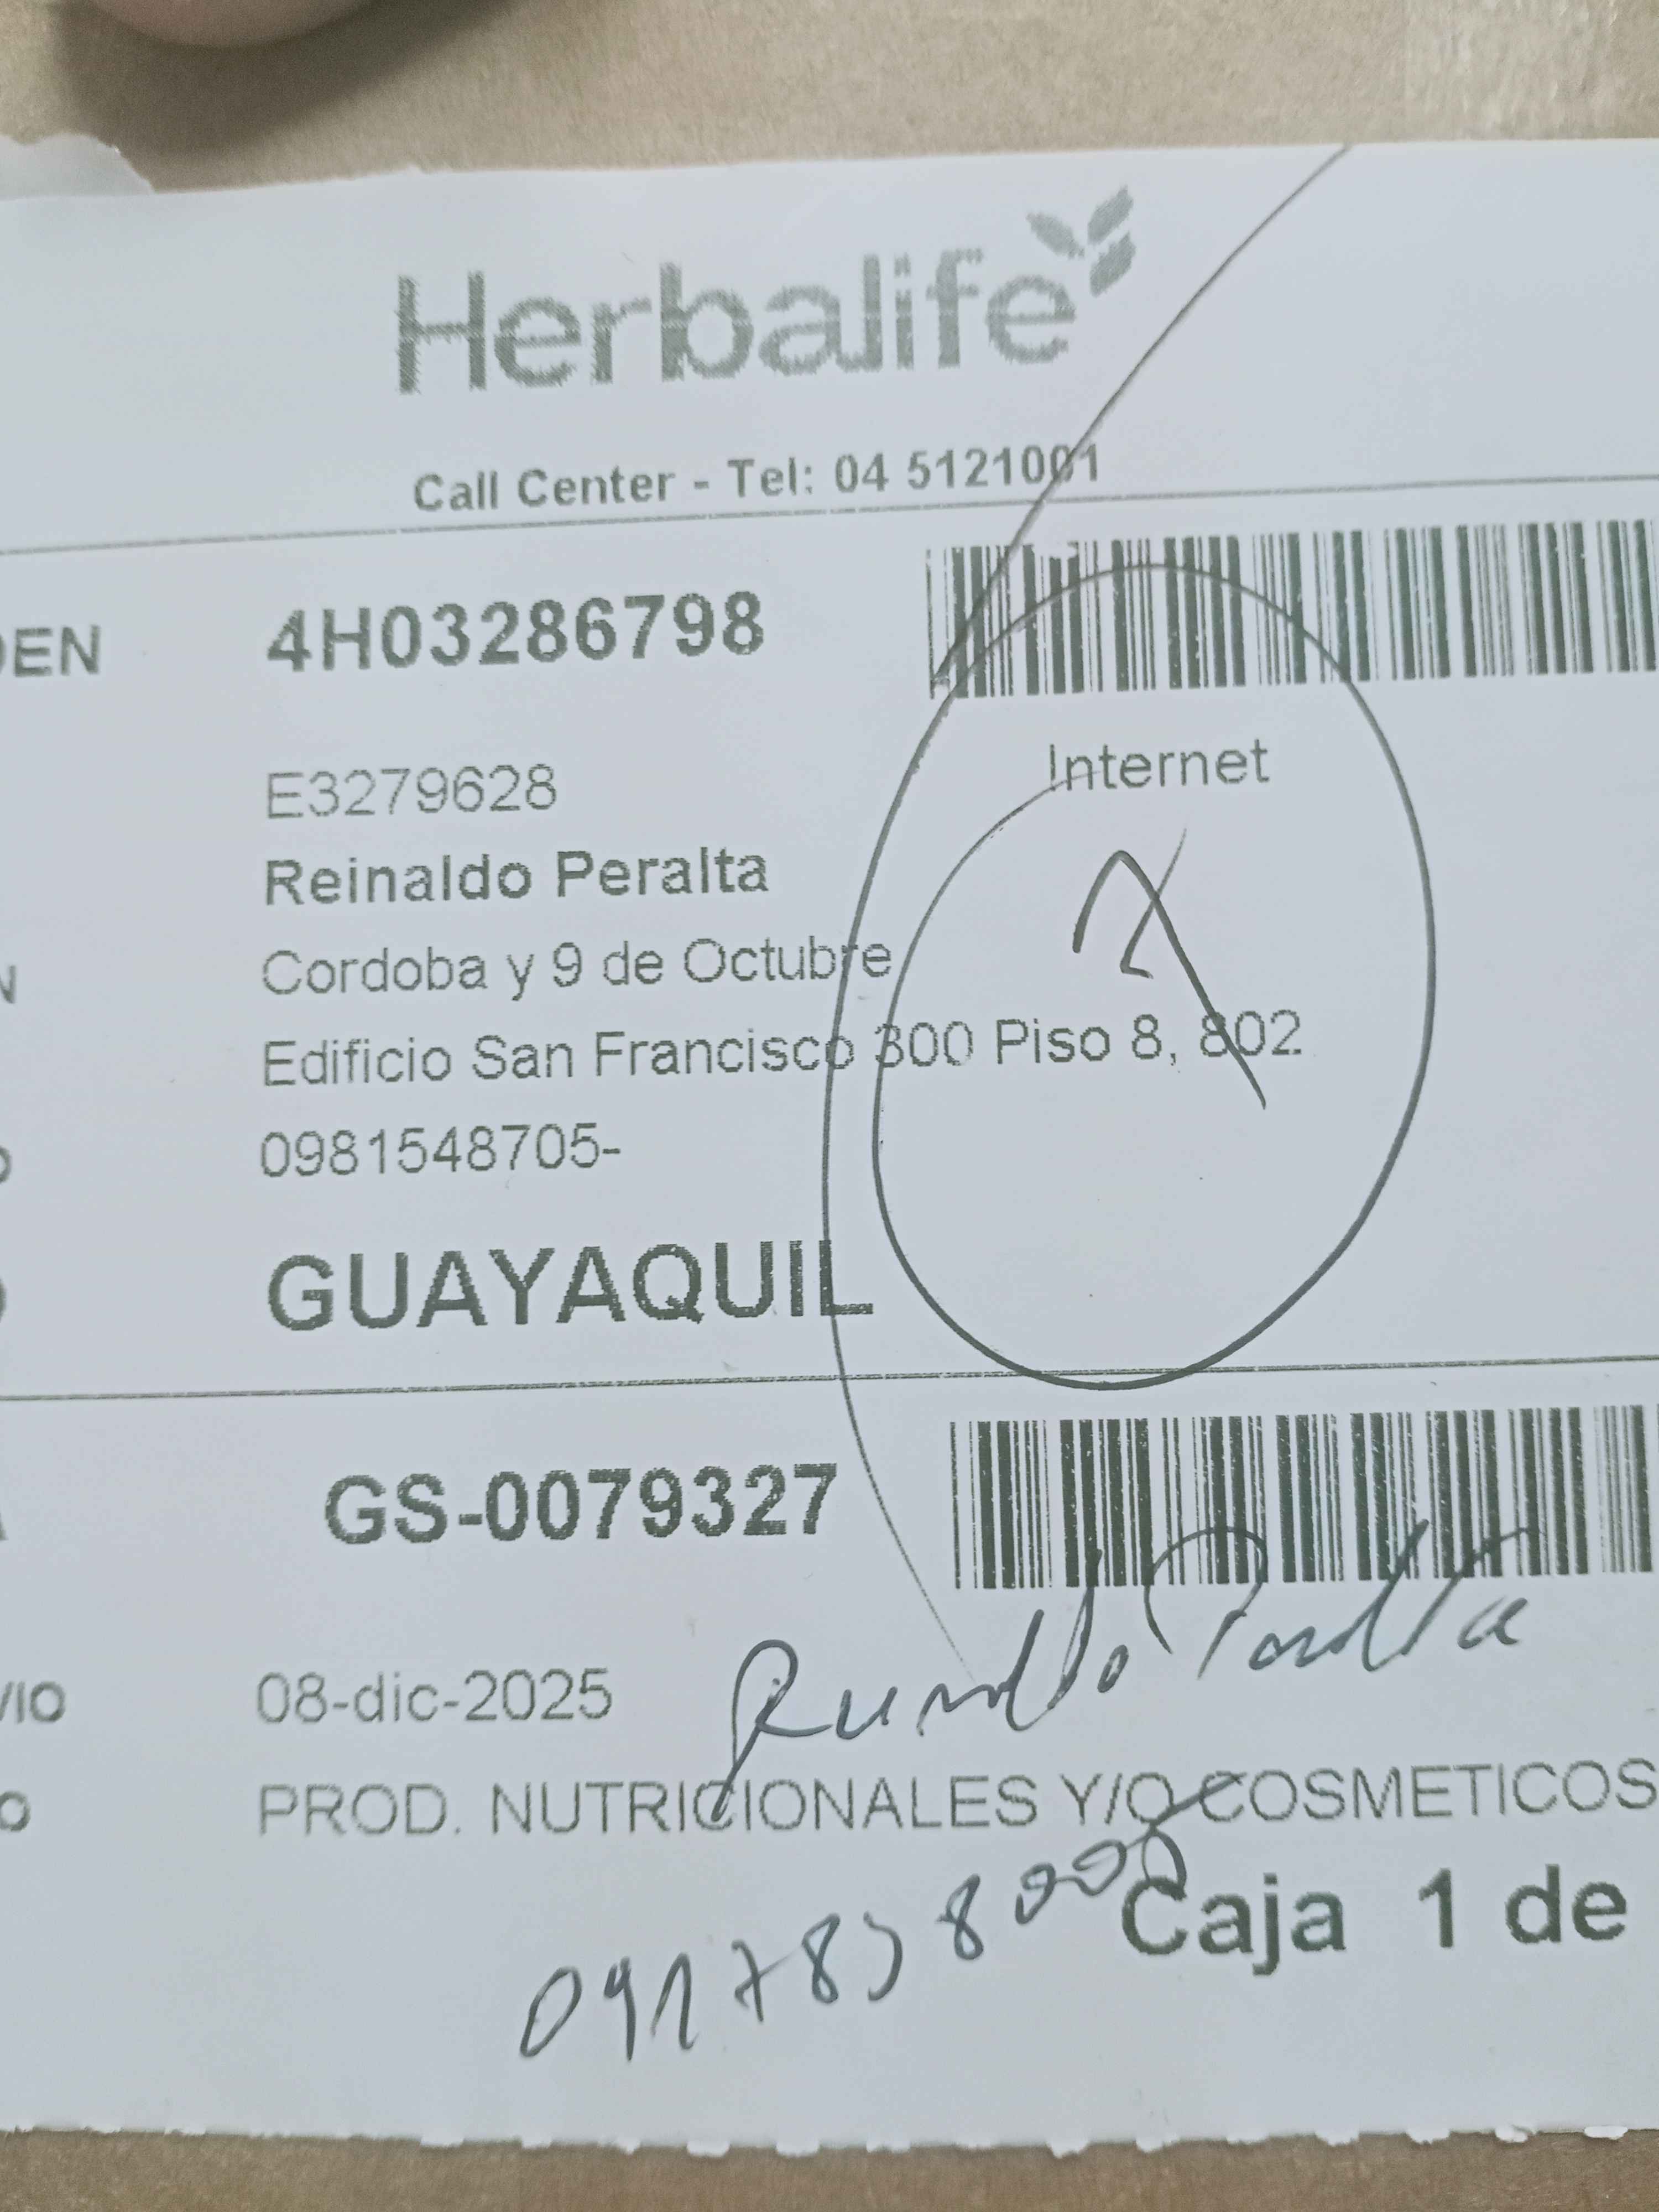 Herbalife
Call Center - Tel: 04 5121001
DEN 4H03286798
E3279628 Internet
Reinaldo Peralta
N Cordoba y 9 de Octubre
Edificio San Francisco 300 Piso 8, 802
O 0981548705-
O GUAYAQUIL
GS-0079327
VIO 08-dic-2025
O PROD. NUTRICIONALES Y/O COSMETICOS
Caja 1 de